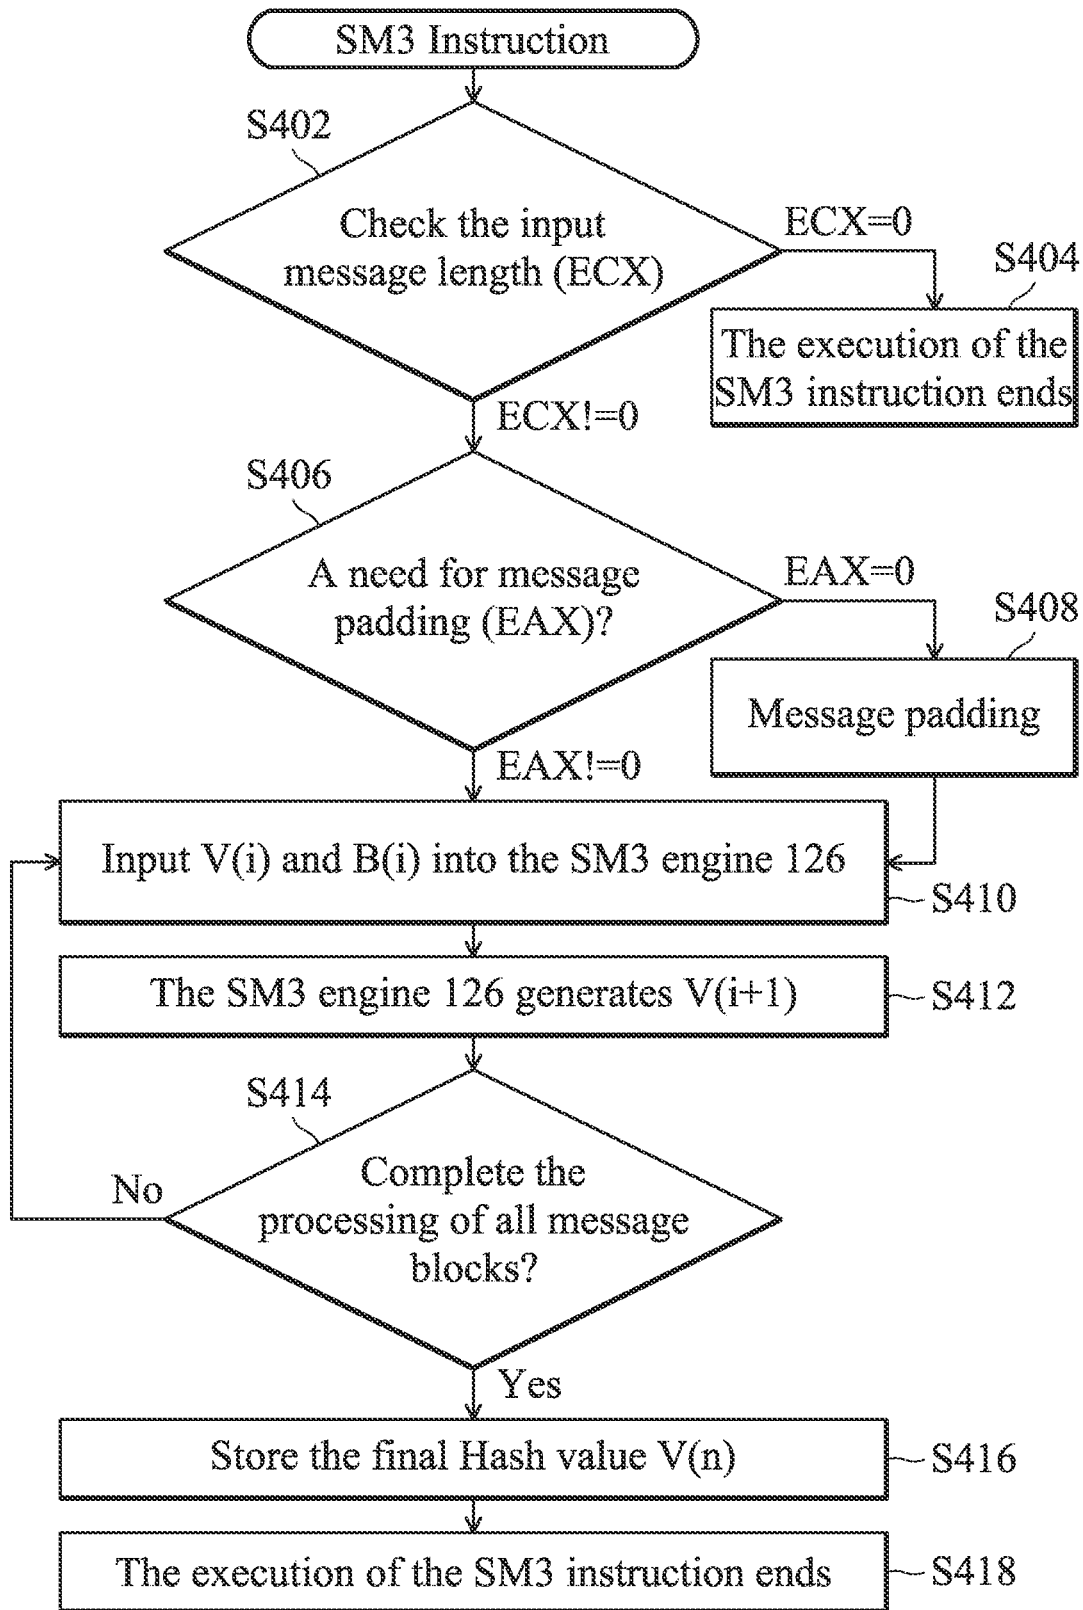 SM3 Instruction
S402
Check the input
message length (ECX)
ECX=0
S404
The execution of the
SM3 instruction ends
ECX!=0
S406
A need for message
padding (EAX)?
EAX=0
S408
Message padding
EAX!=0
Input V(i) and B(i) into the SM3 engine 126
S410
The SM3 engine 126 generates V(i+1)
S412
S414
Complete the
processing of all message
blocks?
No
Yes
Store the final Hash value V(n)
S416
The execution of the SM3 instruction ends
S418